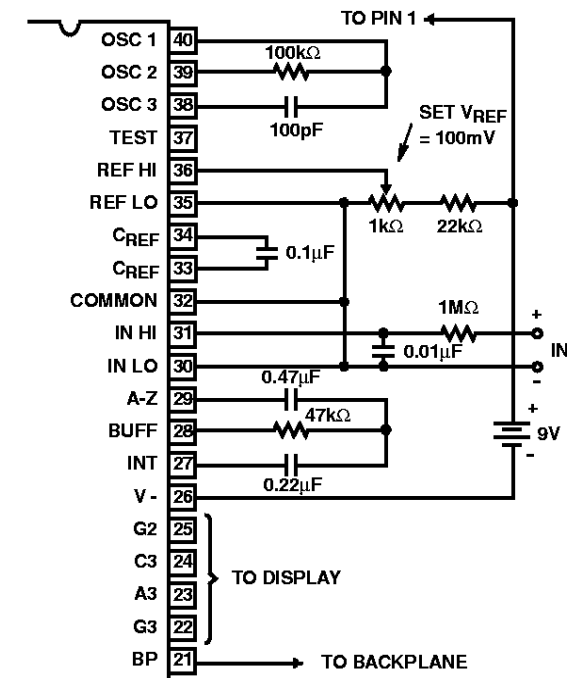 TO PIN 1
OSC 1 40
100kΩ
OSC 2 39
OSC 3 38
100pF
TEST 37
SET VREF
= 100mV
REF HI 36
REF LO 35
1kΩ 22kΩ
CREF 34
0.1µF
CREF 33
COMMON 32
1MΩ
+
IN HI 31
0.01µF IN
IN LO 30
-
0.47µF
A-Z 29
47kΩ
+
BUFF 28
9V
-
INT 27
0.22µF
V - 26
G2 25
C3 24
TO DISPLAY
A3 23
G3 22
BP 21 TO BACKPLANE